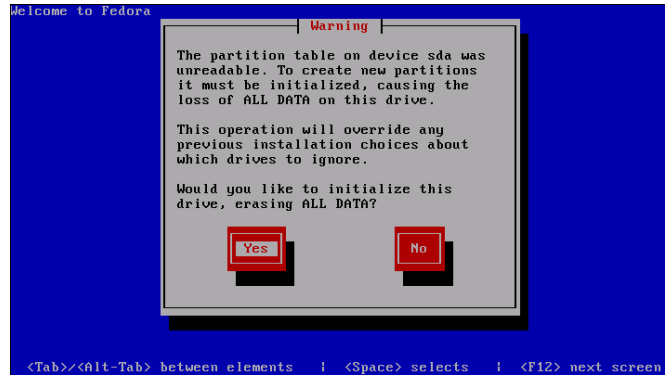 Welcome to Fedora
Warning
The partition table on device sda was
unreadable. To create new partitions
it must be initialized, causing the
loss of ALL DATA on this drive.
This operation will override any
previous installation choices about
which drives to ignore.
Would you like to initialize this
drive, erasing ALL DATA?
Yes No
<Tab>/<Alt-Tab> between elements | <Space> selects | <F12> next screen